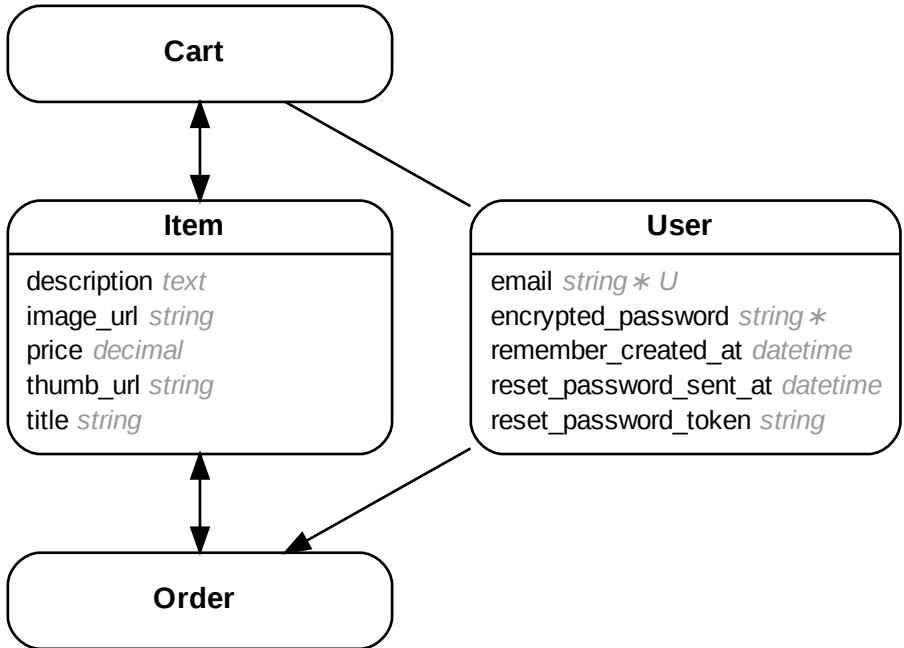 Cart
Item
description text
image_url string
price decimal
thumb_url string
title string
User
email string∗ U
encrypted_password string∗
remember_created_at datetime
reset_password_sent_at datetime
reset_password_token string
Order